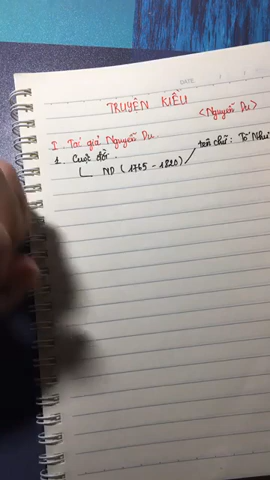 DATE / /
TRUYỆN KIỀU
<Nguyễn Du>
I. Tác giả Nguyễn Du.
1. Cuộc đời.
ND (1765 - 1820)
tên chữ: Tố Như